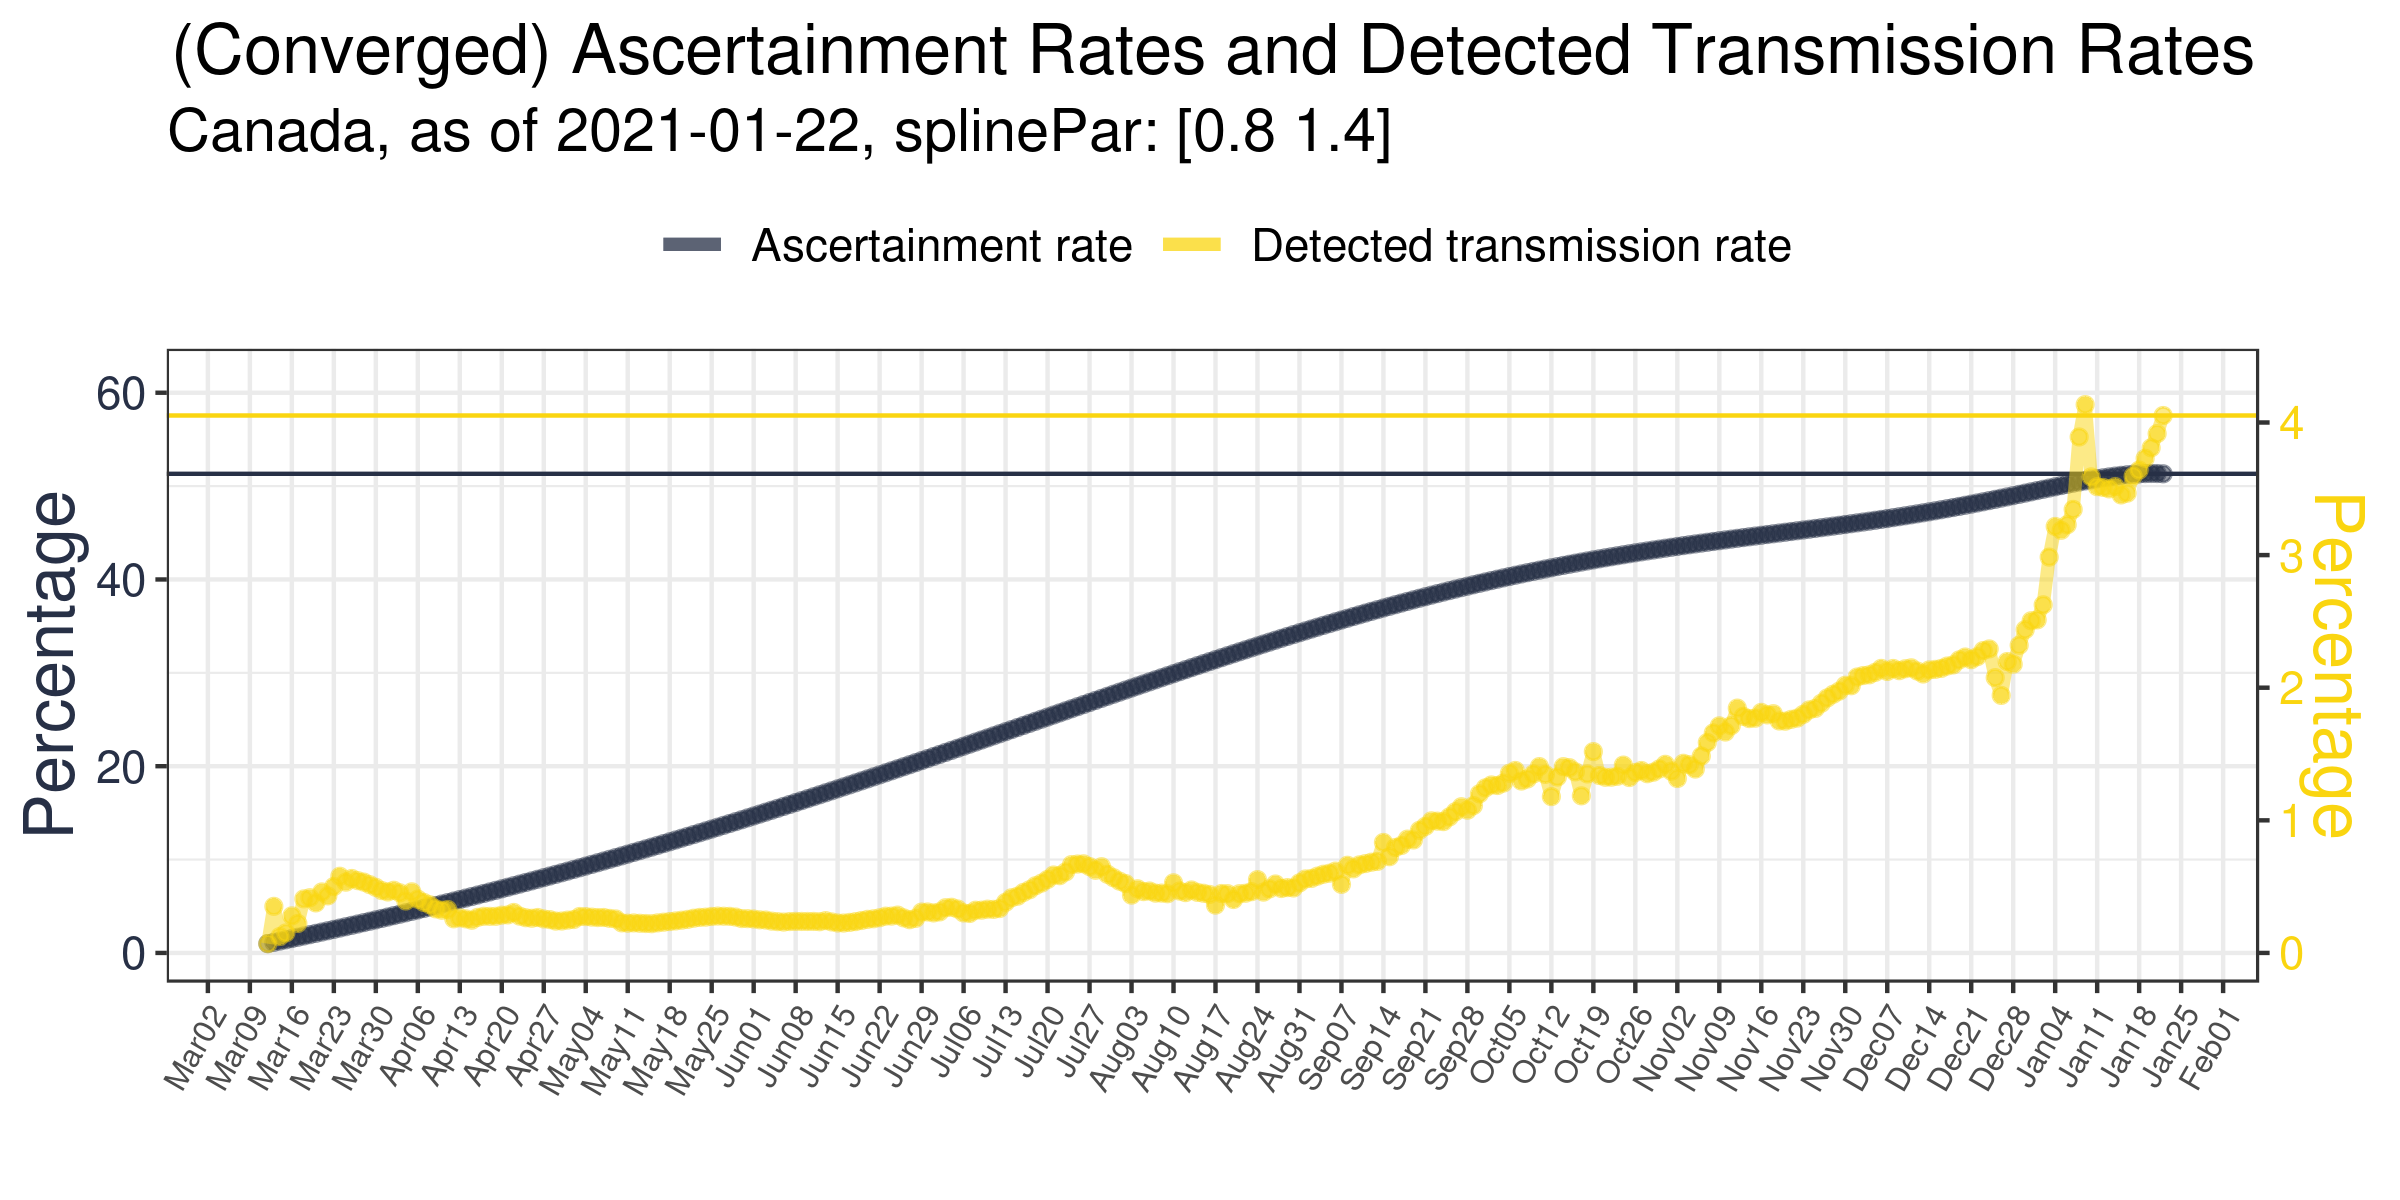 (Converged) Ascertainment Rates and Detected Transmission Rates
Canada, as of 2021-01-22, splinePar: [0.8 1.4]
Ascertainment rate Detected transmission rate
Percentage
60
40
20
0
4
3
2
1
0
Percentage
Mar02 Mar09 Mar16 Mar23 Mar30 Apr06 Apr13 Apr20 Apr27 May04 May11 May18 May25 Jun01 Jun08 Jun15 Jun22 Jun29 Jul06 Jul13 Jul20 Jul27 Aug03 Aug10 Aug17 Aug24 Aug31 Sep07 Sep14 Sep21 Sep28 Oct05 Oct12 Oct19 Oct26 Nov02 Nov09 Nov16 Nov23 Nov30 Dec07 Dec14 Dec21 Dec28 Jan04 Jan11 Jan18 Jan25 Feb01